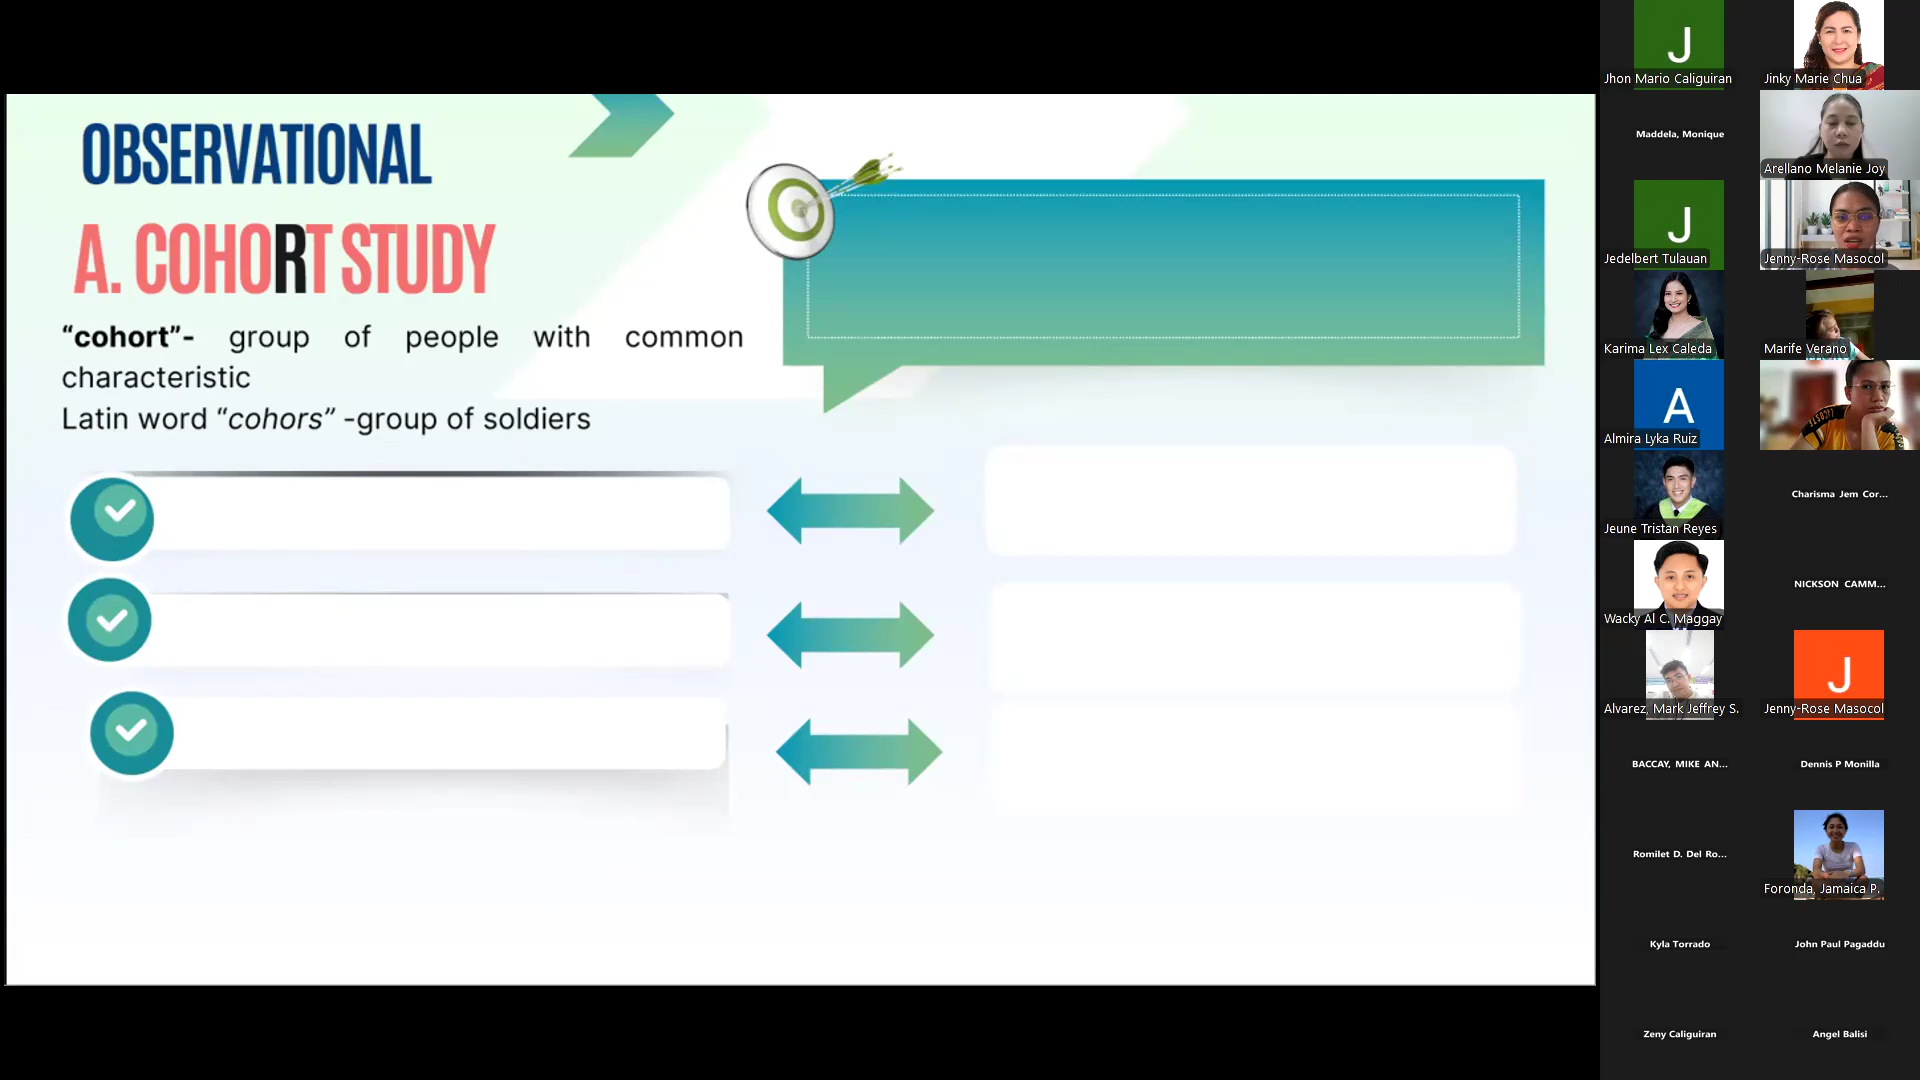 OBSERVATIONAL
A. COHORT STUDY
“cohort”- group of people with common
characteristic
Latin word “cohors” -group of soldiers
J
Jhon Mario Caliguiran
Jinky Marie Chua
Maddela, Monique
Arellano Melanie Joy
J
Jedelbert Tulauan
Jenny-Rose Masocol
Karima Lex Caleda
Marife Verano
A
Almira Lyka Ruiz
Jeune Tristan Reyes
Charisma Jem Cor...
Wacky Al C. Maggay
NICKSON CAMM...
Alvarez, Mark Jeffrey S.
J
Jenny-Rose Masocol
BACCAY, MIKE AN...
Dennis P Monilla
Romilet D. Del Ro...
Foronda, Jamaica P.
Kyla Torrado
John Paul Pagaddu
Zeny Caliguiran
Angel Balisi